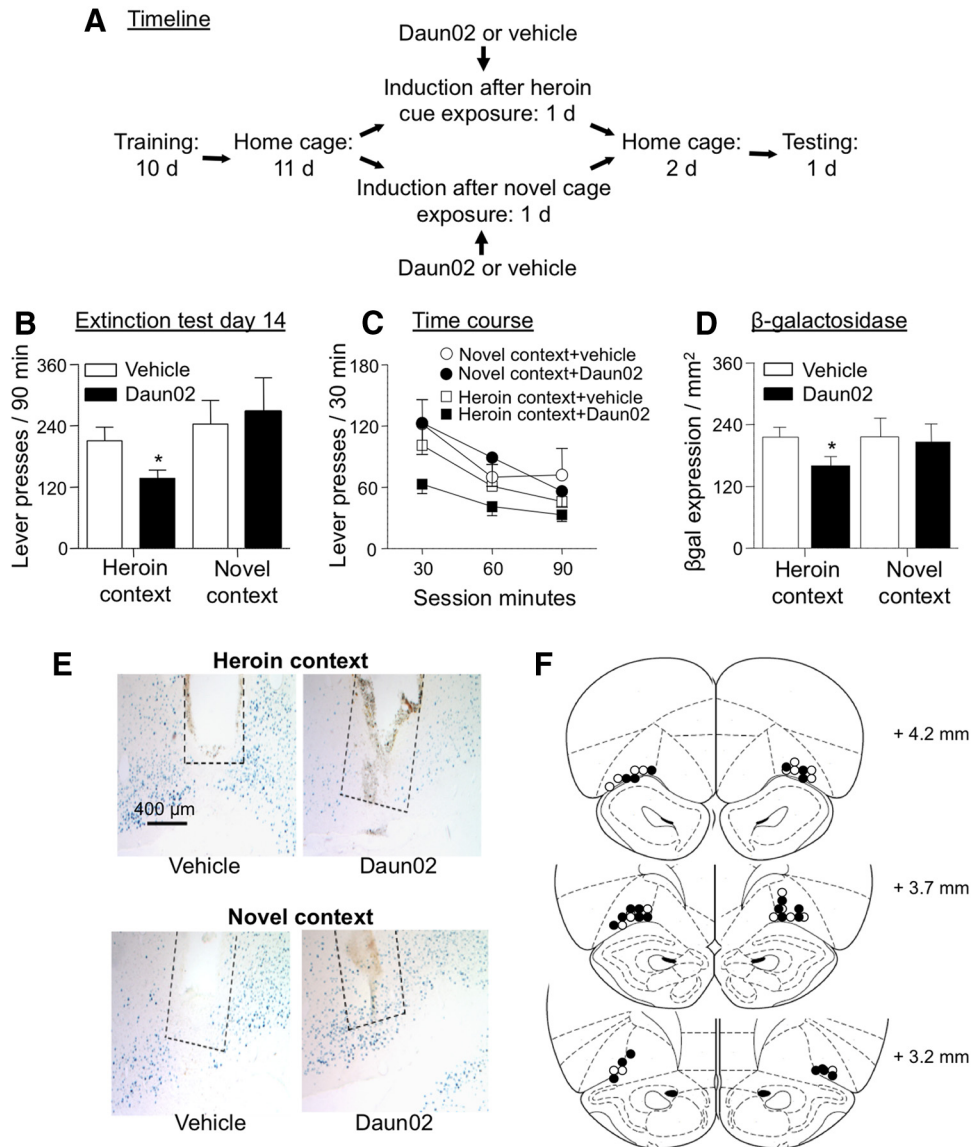 A Timeline
Daun02 or vehicle
Induction after heroin
cue exposure: 1 d
Training:
10 d
Home cage:
11 d
Home cage:
2 d
Testing:
1 d
Induction after novel cage
exposure: 1 d
Daun02 or vehicle
B Extinction test day 14
Lever presses / 90 min
360
240
120
0
Vehicle
Daun02
*
Heroin
context
Novel
context
C Time course
Lever presses / 30 min
180
120
60
0
Novel context+vehicle
Novel context+Daun02
Heroin context+vehicle
Heroin context+Daun02
30 60 90
Session minutes
D β-galactosidase
βgal expression / mm²
360
240
120
0
Vehicle
Daun02
*
Heroin
context
Novel
context
E
Heroin context
400 μm
Vehicle
Daun02
Novel context
Vehicle
Daun02
F
+ 4.2 mm
+ 3.7 mm
+ 3.2 mm